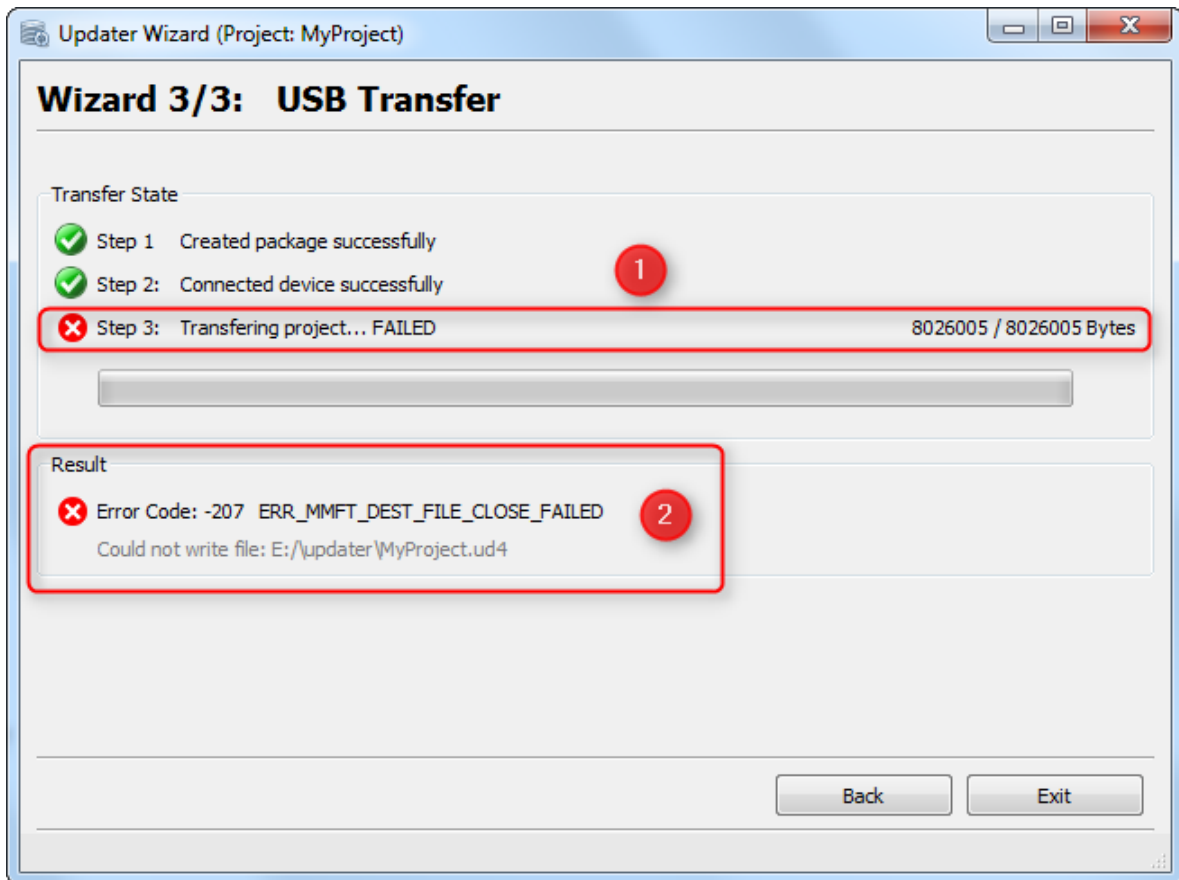 Updater Wizard (Project: MyProject)
Wizard 3/3: USB Transfer
Transfer State
Step 1 Created package successfully
Step 2: Connected device successfully
1
Step 3: Transfering project... FAILED 8026005 / 8026005 Bytes
Result
Error Code: -207 ERR_MMFT_DEST_FILE_CLOSE_FAILED
2
Could not write file: E:/\updater\MyProject.ud4
Back Exit